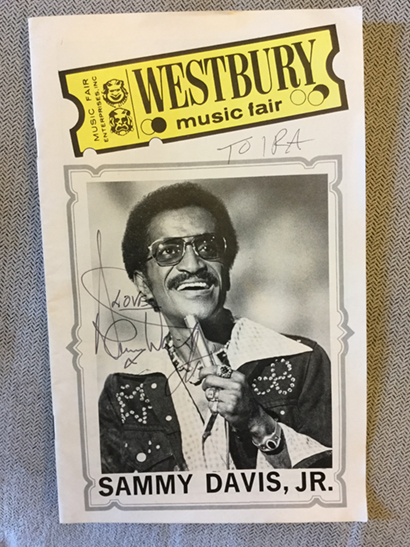 MUSIC FAIR
ENTERPRISES, INC
WESTBURY
music fair
TO IRA
LOVE
SAMMY DAVIS, JR.